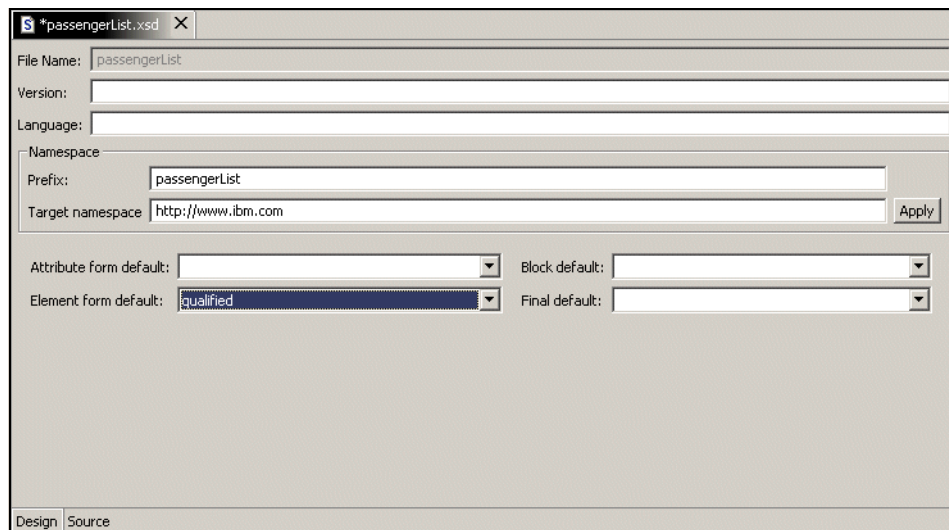 *passengerList.xsd
File Name: passengerList
Version:
Language:
Namespace
Prefix: passengerList
Target namespace http://www.ibm.com Apply
Attribute form default: Block default:
Element form default: qualified Final default:
Design Source